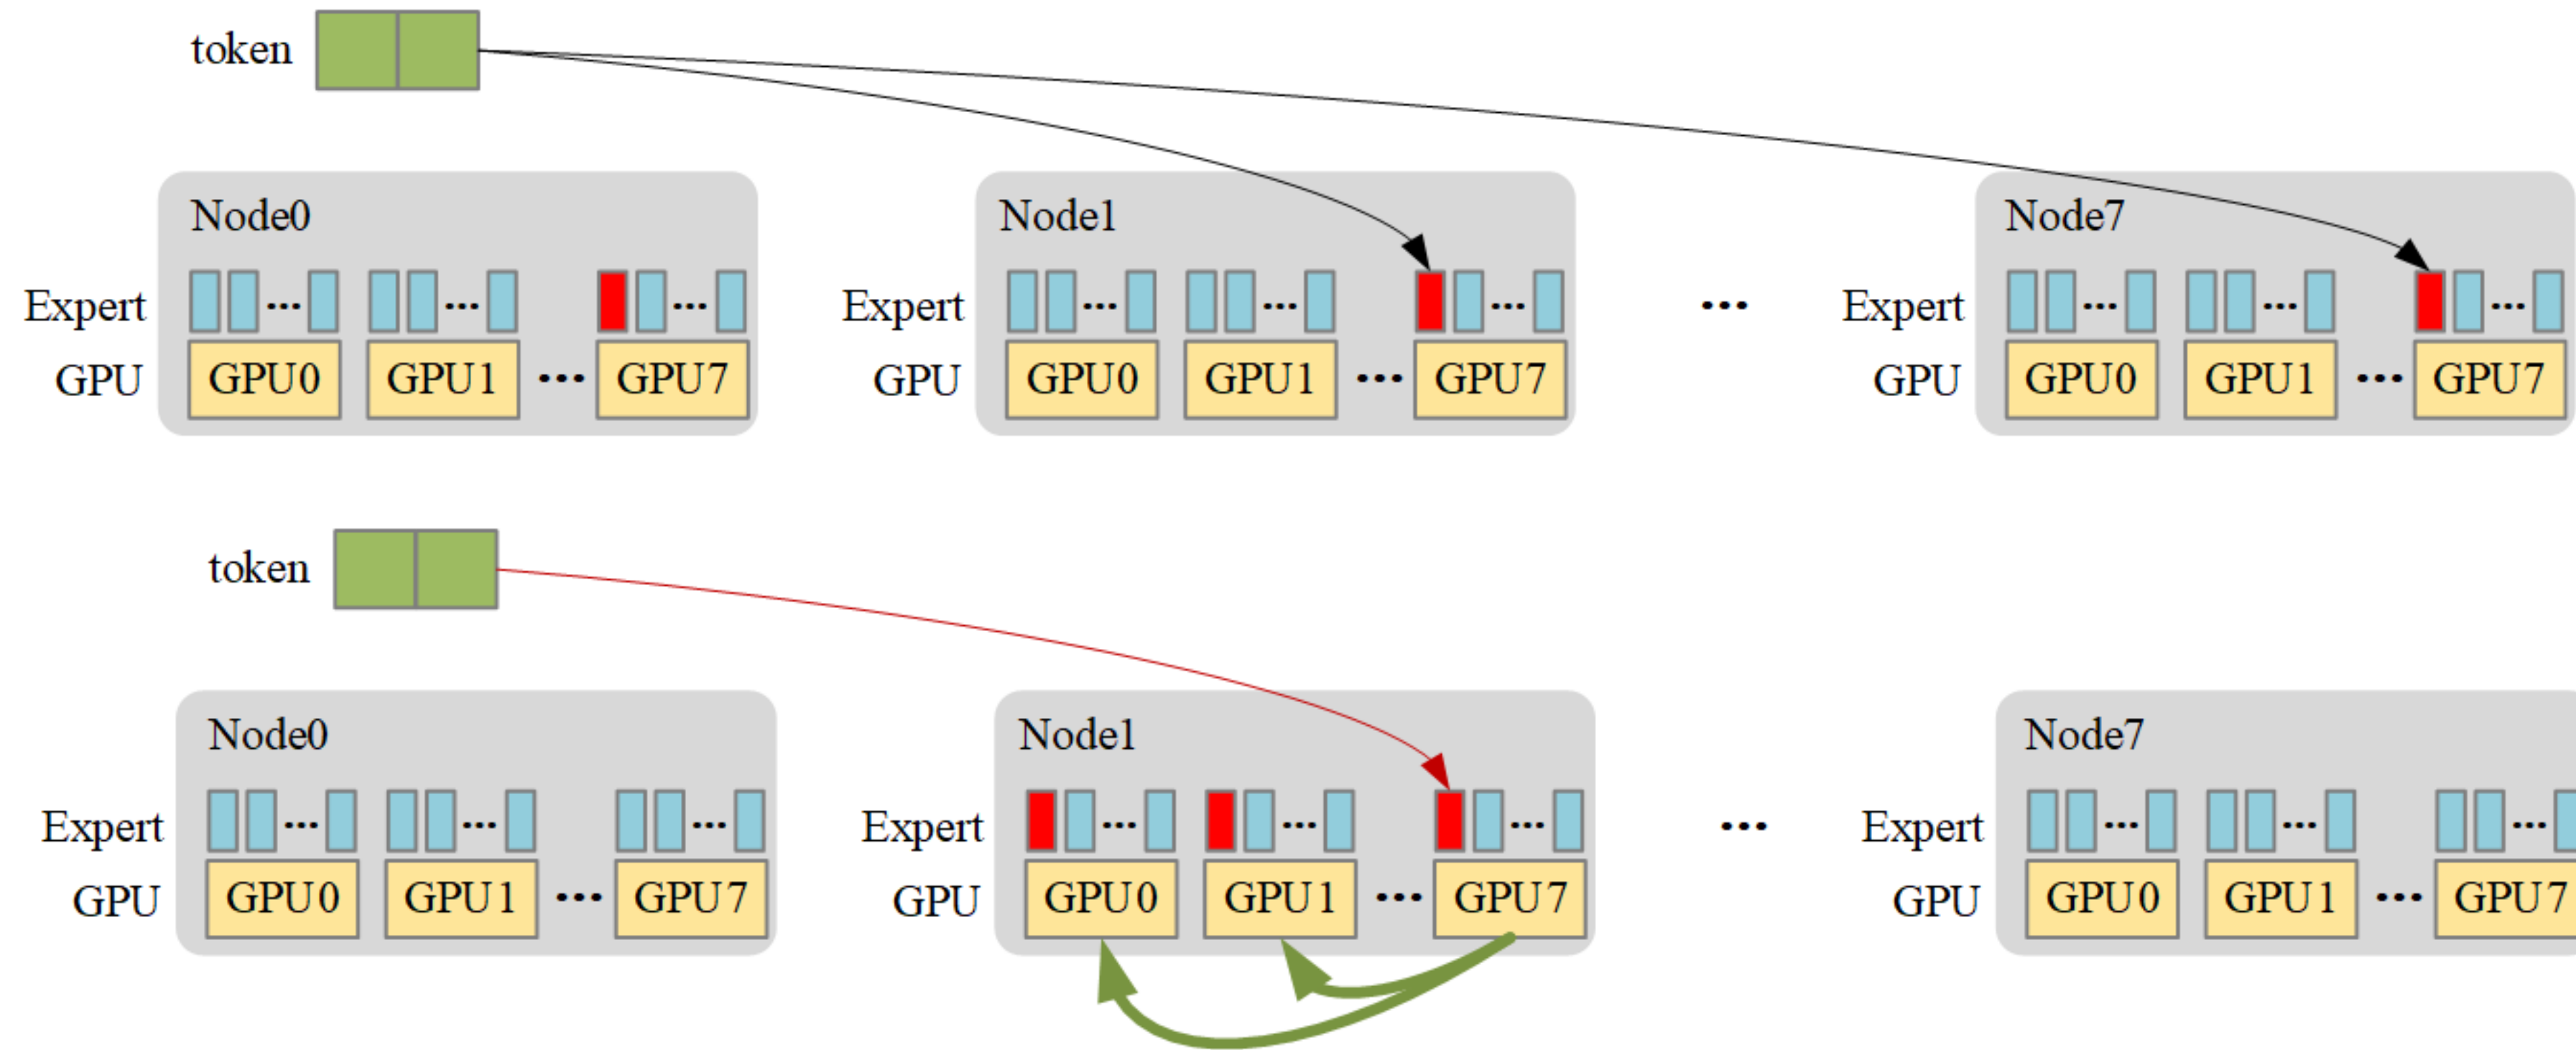 token
Node0 Node1 Node7
Expert ... ... ... Expert ... ... ... ... Expert ... ... ...
GPU GPU0 GPU1 ... GPU7 GPU GPU0 GPU1 ... GPU7 GPU GPU0 GPU1 ... GPU7
token
Node0 Node1 Node7
Expert ... ... ... Expert ... ... ... ... Expert ... ... ...
GPU GPU0 GPU1 ... GPU7 GPU GPU0 GPU1 ... GPU7 GPU GPU0 GPU1 ... GPU7